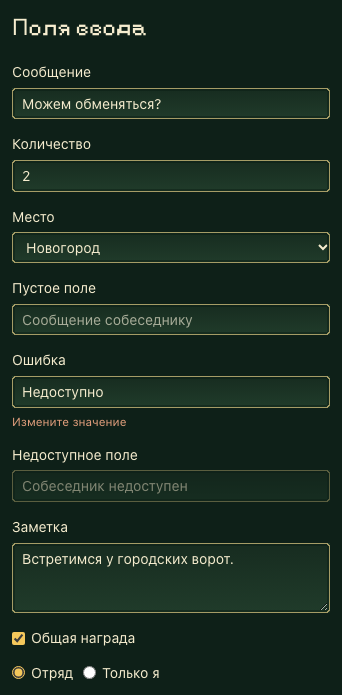 Поля ввода
Сообщение
Можем обменяться?
Количество
2
Место
Новогород
Пустое поле
Сообщение собеседнику
Ошибка
Недоступно
Измените значение
Недоступное поле
Собеседник недоступен
Заметка
Встретимся у городских ворот.
Общая награда
Отряд Только я